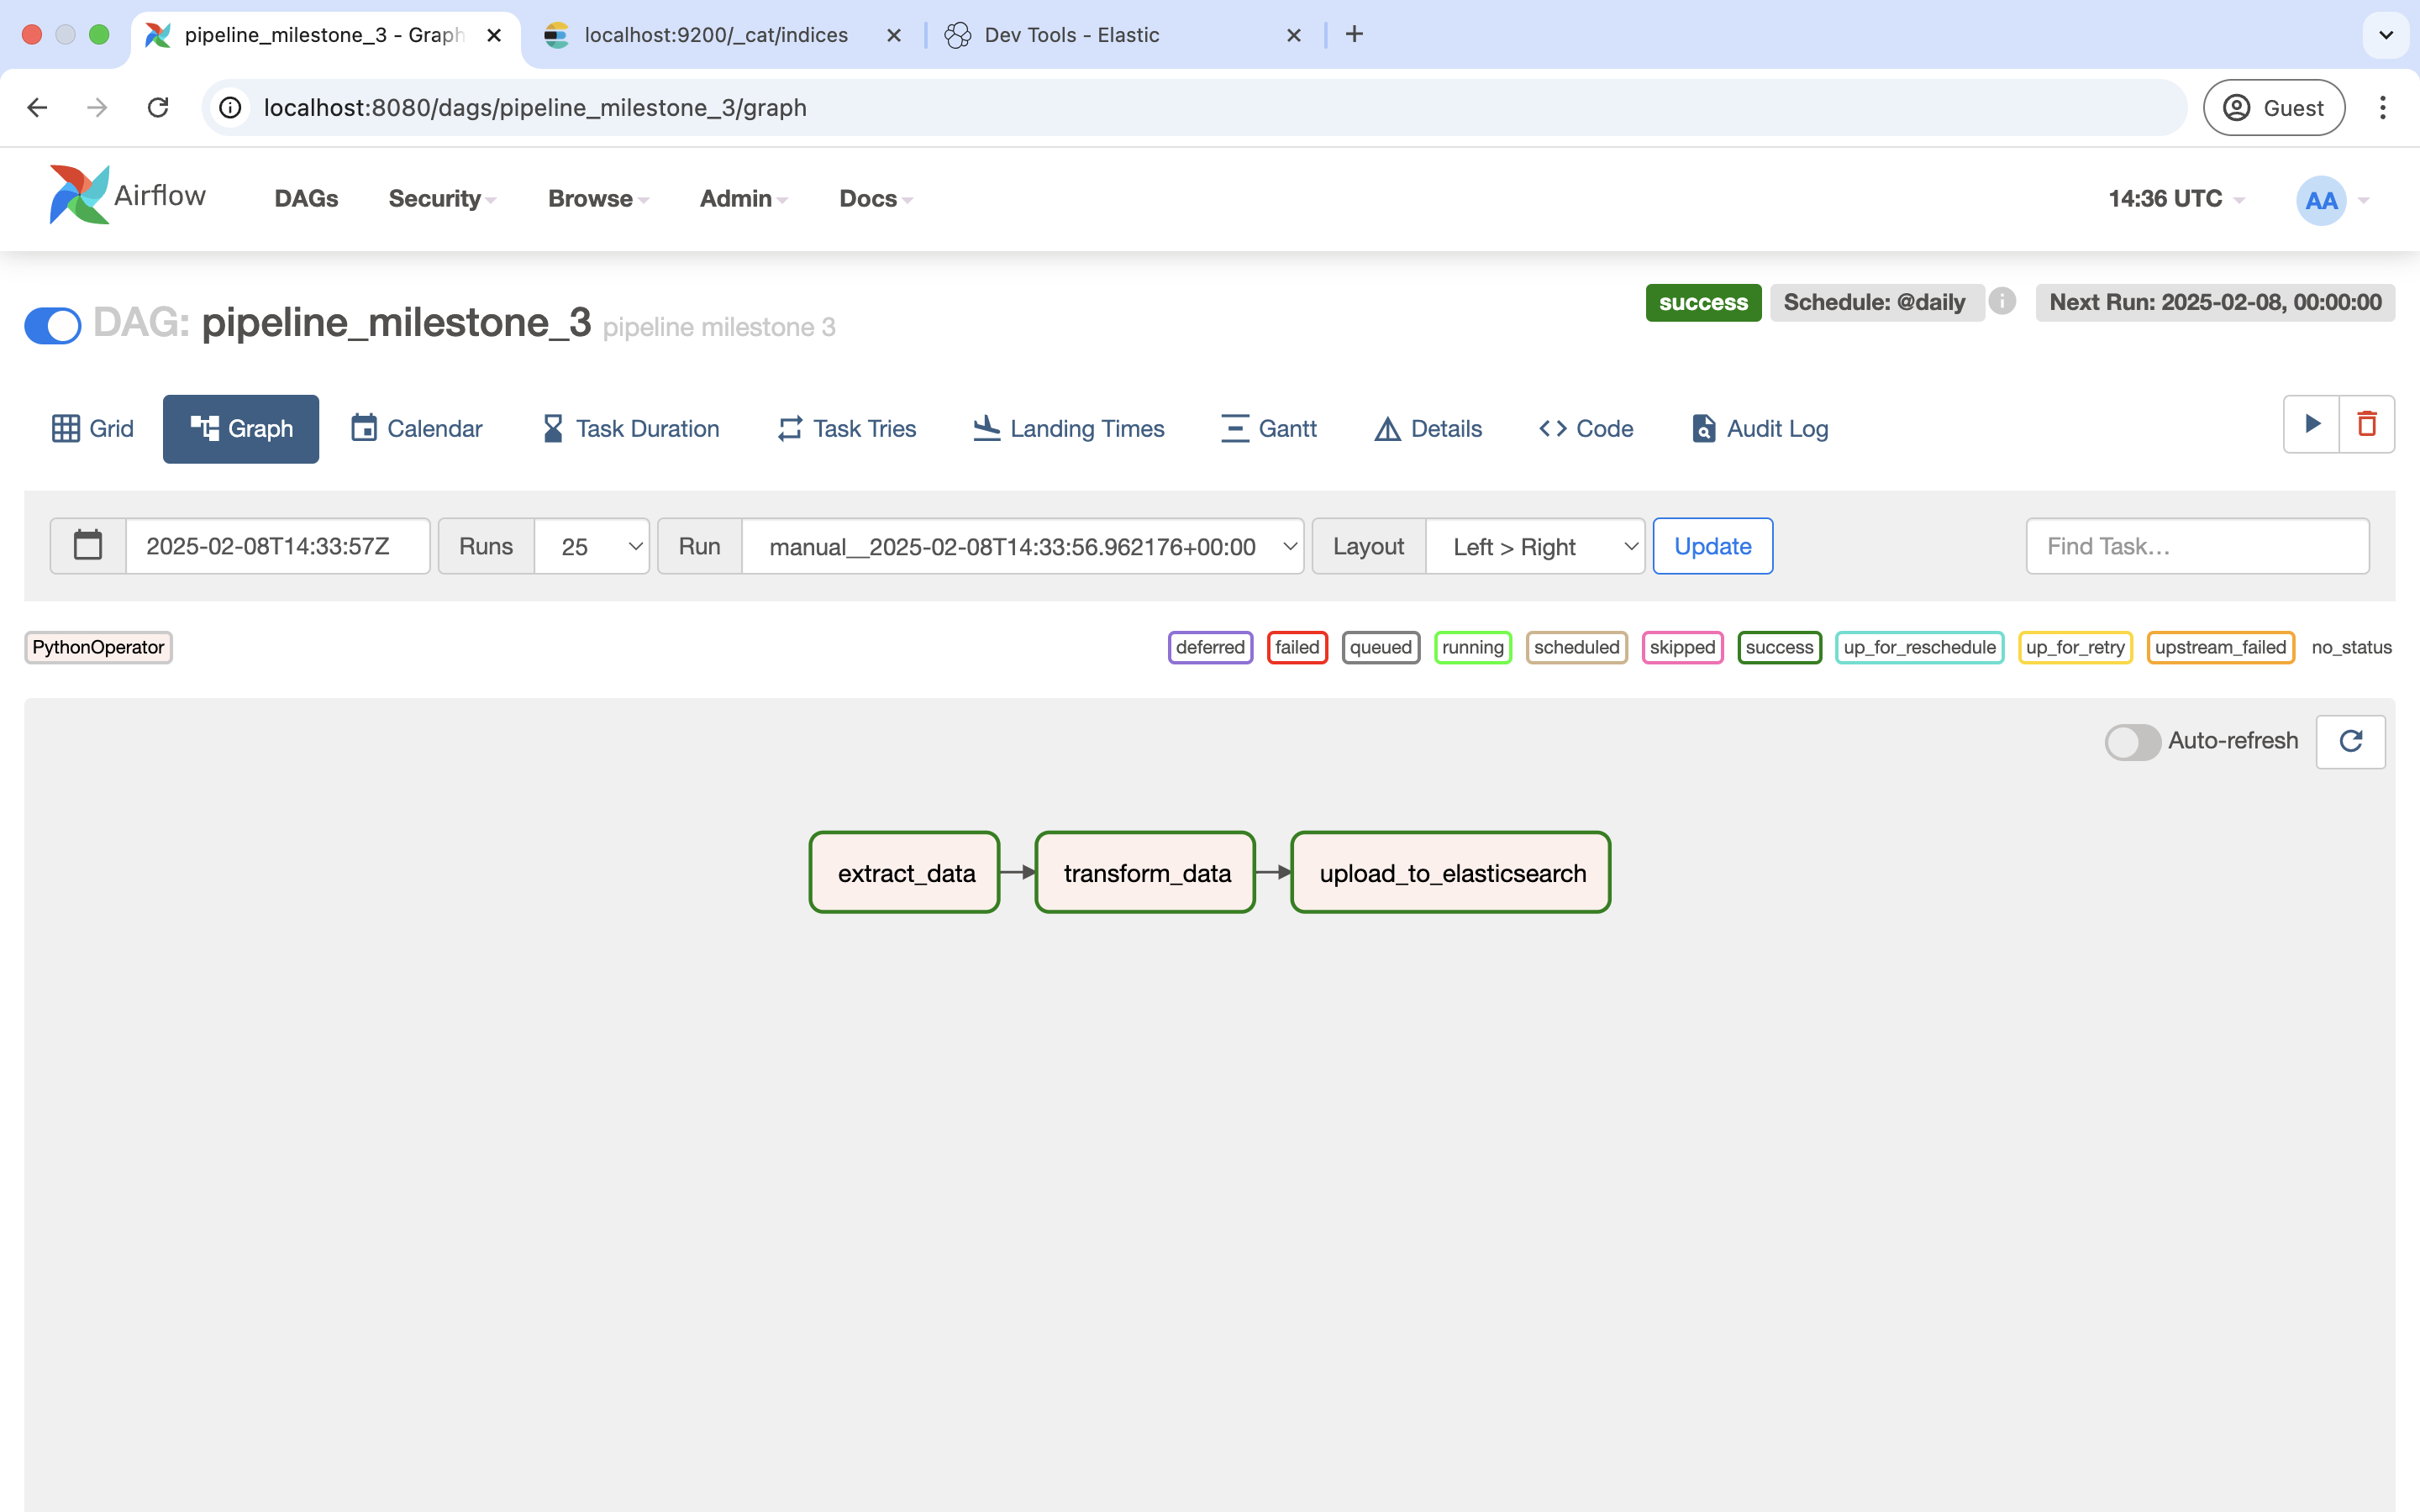 pipeline_milestone_3 - Graph
localhost:9200/_cat/indices
Dev Tools - Elastic
localhost:8080/dags/pipeline_milestone_3/graph
Guest
Airflow
DAGs
Security
Browse
Admin
Docs
14:36 UTC
AA
DAG: pipeline_milestone_3 pipeline milestone 3
success
Schedule: @daily
i
Next Run: 2025-02-08, 00:00:00
Grid
Graph
Calendar
Task Duration
Task Tries
Landing Times
Gantt
Details
Code
Audit Log
2025-02-08T14:33:57Z
Runs
25
Run
manual__2025-02-08T14:33:56.962176+00:00
Layout
Left > Right
Update
Find Task…
PythonOperator
deferred
failed
queued
running
scheduled
skipped
success
up_for_reschedule
up_for_retry
upstream_failed
no_status
Auto-refresh
extract_data
transform_data
upload_to_elasticsearch